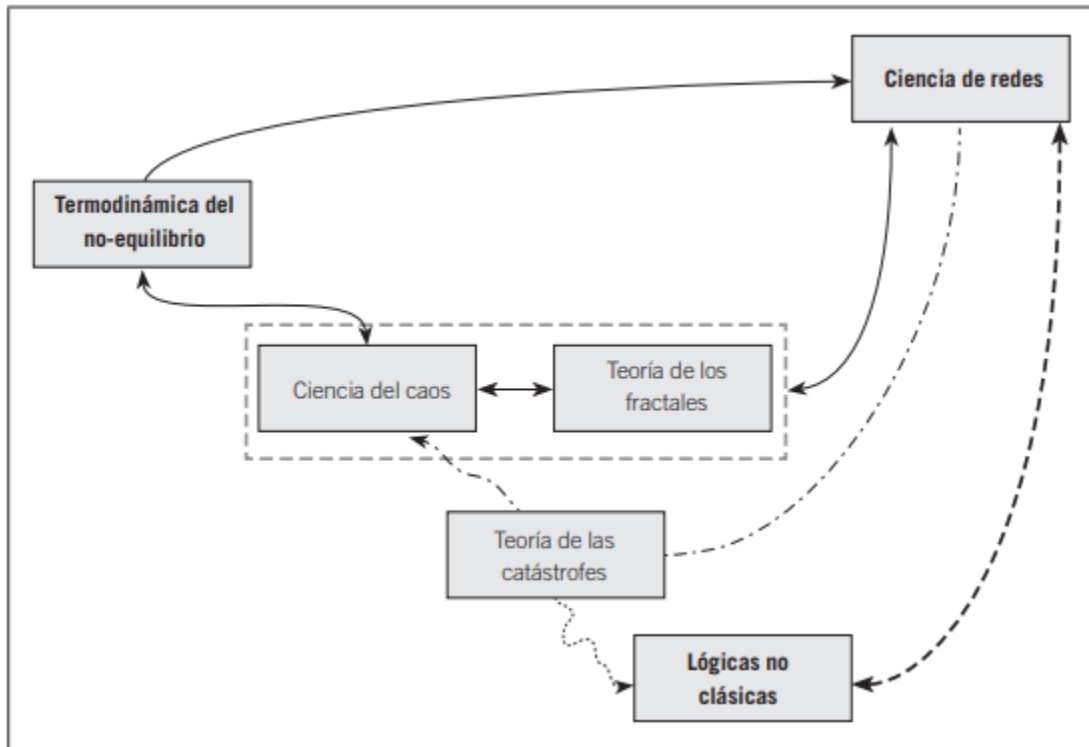 Ciencia de redes
Termodinámica del
no-equilibrio
Ciencia del caos
Teoría de los
fractales
Teoría de las
catástrofes
Lógicas no
clásicas